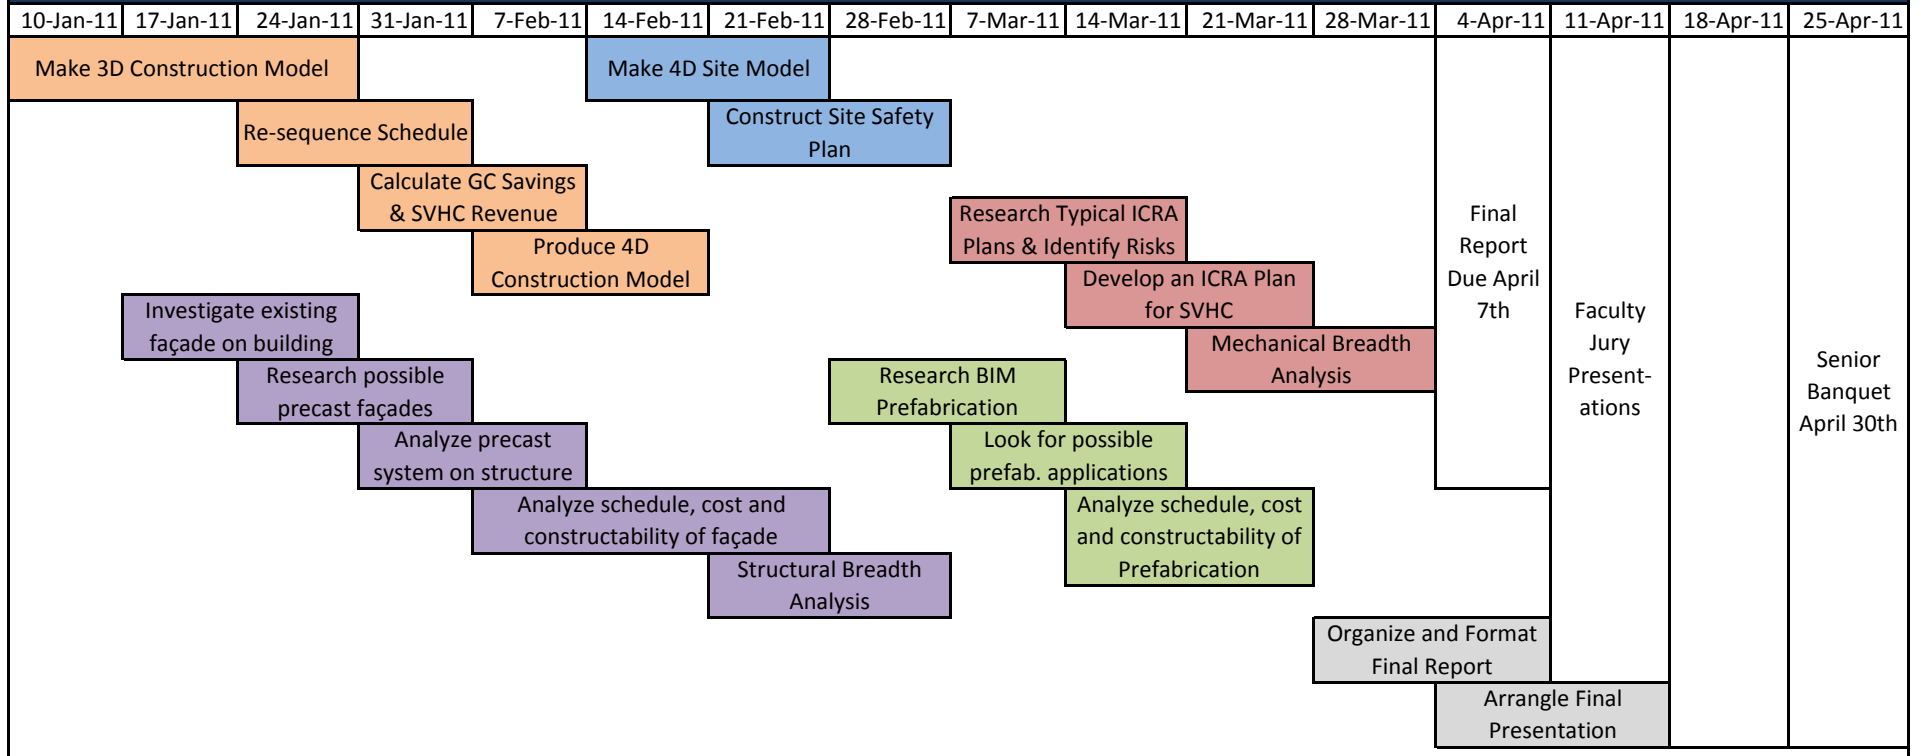 10-Jan-11 17-Jan-11 24-Jan-11 31-Jan-11 7-Feb-11 14-Feb-11 21-Feb-11 28-Feb-11 7-Mar-11 14-Mar-11 21-Mar-11 28-Mar-11 4-Apr-11 11-Apr-11 18-Apr-11 25-Apr-11
Make 3D Construction Model
Make 4D Site Model
Re-sequence Schedule
Construct Site Safety
Plan
Calculate GC Savings
& SVHC Revenue
Produce 4D
Construction Model
Investigate existing
façade on building
Research possible
precast façades
Analyze precast
system on structure
Analyze schedule, cost and
constructability of façade
Structural Breadth
Analysis
Research Typical ICRA
Plans & Identify Risks
Develop an ICRA Plan
for SVHC
Mechanical Breadth
Analysis
Research BIM
Prefabrication
Look for possible
prefab. applications
Analyze schedule, cost
and constructability of
Prefabrication
Final
Report
Due April
7th
Faculty
Jury
Present-
ations
Senior
Banquet
April 30th
Organize and Format
Final Report
Arrangle Final
Presentation